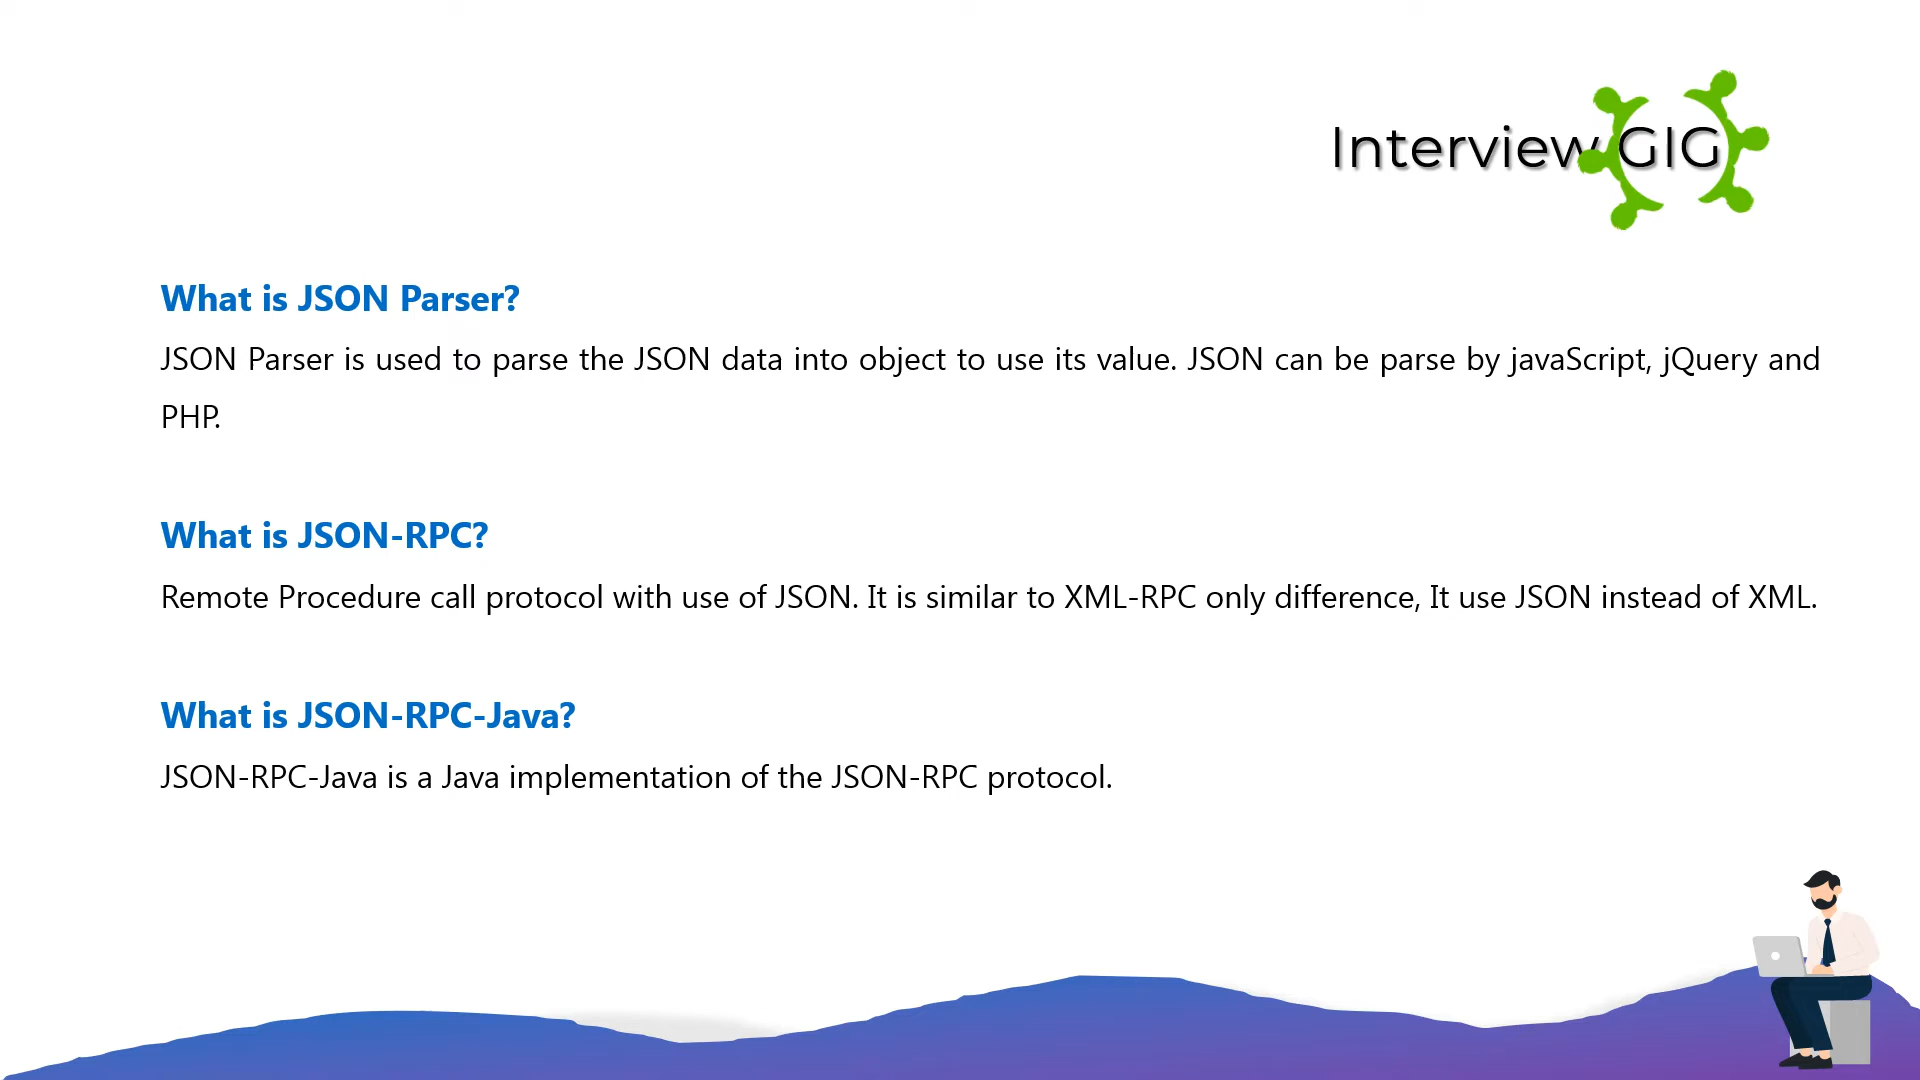 Interview GIG
What is JSON Parser?
JSON Parser is used to parse the JSON data into object to use its value. JSON can be parse by javaScript, jQuery and
PHP.
What is JSON-RPC?
Remote Procedure call protocol with use of JSON. It is similar to XML-RPC only difference, It use JSON instead of XML.
What is JSON-RPC-Java?
JSON-RPC-Java is a Java implementation of the JSON-RPC protocol.